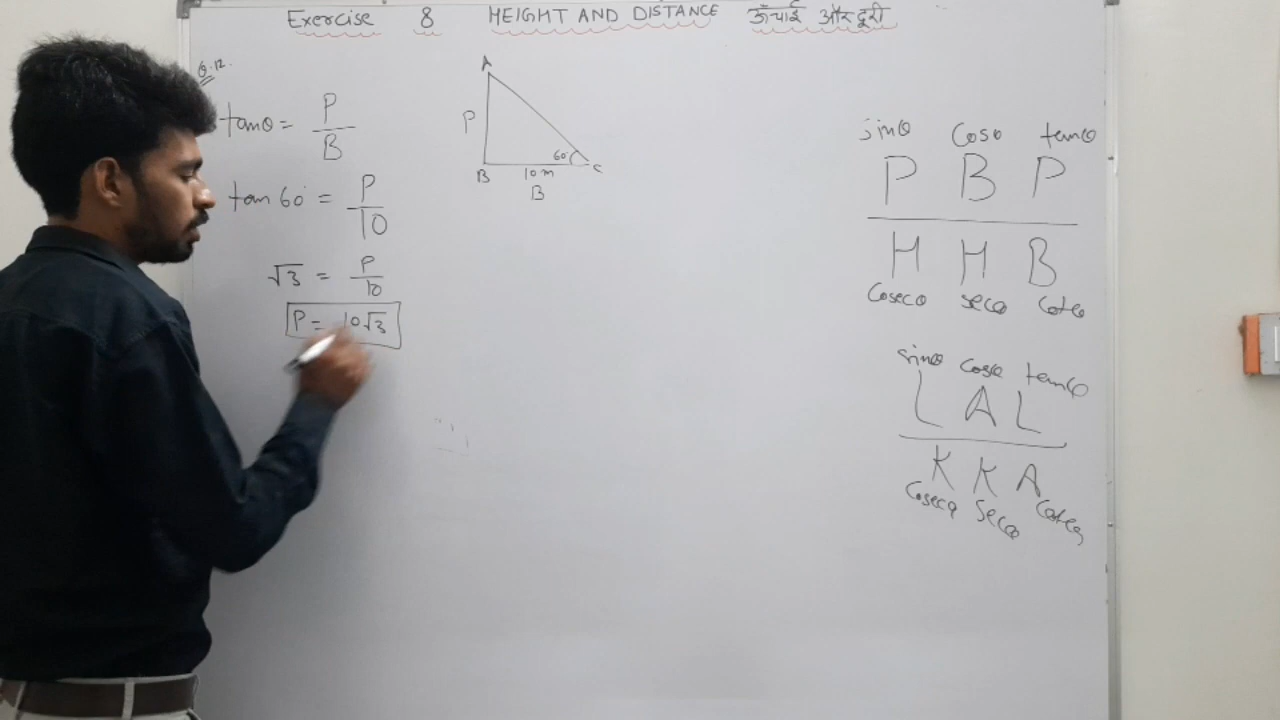 Exercise 8 HEIGHT AND DISTANCE ऊँचाई और दूरी
Q.12.
tanθ = P/B
tan 60° = P/10
√3 = P/10
P = 10√3
A
P
60°
B 10 m C
B
sinθ cosθ tanθ
P B P
H H B
cosecθ secθ cotθ
sinθ cosθ tanθ
L A L
K K A
cosecθ secθ cotθ